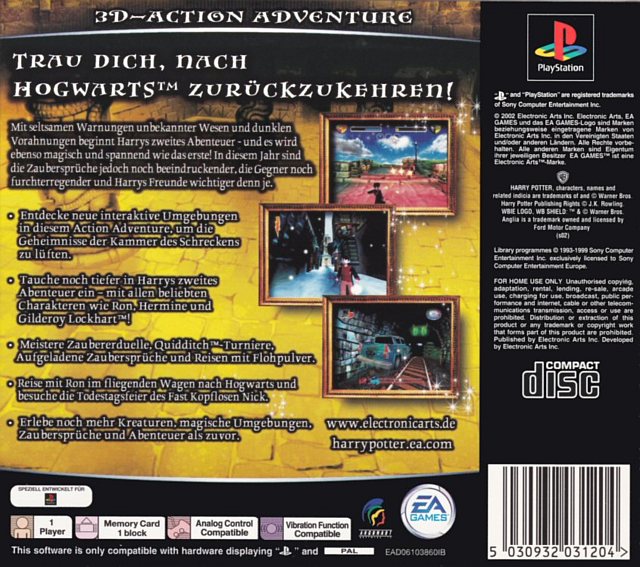 3D-ACTION ADVENTURE
TRAU DICH, NACH
HOGWARTS™ ZURÜCKZUKEHREN!
Mit seltsamen Warnungen unbekannter Wesen und dunklen
Vorahnungen beginnt Harrys zweites Abenteuer - und es wird
ebenso magisch und spannend wie das erste! In diesem Jahr sind
die Zaubersprüche jedoch noch beeindruckender, die Gegner noch
furchterregender und Harrys Freunde wichtiger denn je.
• Entdecke neue interaktive Umgebungen
in diesem Action Adventure, um die
Geheimnisse der Kammer des Schreckens
zu lüften.
• Tauche noch tiefer in Harrys zweites
Abenteuer ein – mit allen beliebten
Charakteren wie Ron, Hermine und
Gilderoy Lockhart™!
• Meistere Zaubererduelle, Quidditch™-Turniere,
Aufgeladene Zaubersprüche und Reisen mit Flohpulver.
• Reise mit Ron im fliegenden Wagen nach Hogwarts und
besuche die Todestagsfeier des Fast Kopflosen Nick.
• Erlebe noch mehr Kreaturen, magische Umgebungen,
Zaubersprüche und Abenteuer als zuvor.
www.electronicarts.de
harrypotter.ea.com
SPEZIELL ENTWICKELT FÜR
1
Player
Memory Card
1 block
Analog Control
Compatible
Vibration Function
Compatible
ARGONAUT
EA
GAMES™
This software is only compatible with hardware displaying " " and PAL
EAD06103860IB
PlayStation
" " and "PlayStation" are registered trademarks
of Sony Computer Entertainment Inc.
© 2002 Electronic Arts Inc. Electronic Arts, EA
GAMES und das EA GAMES-Logo sind Marken
beziehungsweise eingetragene Marken von
Electronic Arts Inc. in den Vereinigten Staaten
und/oder anderen Ländern. Alle Rechte vorbe-
halten. Alle anderen Marken sind Eigentum
ihrer jeweiligen Besitzer EA GAMES™ ist eine
Electronic Arts™-Marke.
HARRY POTTER, characters, names and
related indicia are trademarks of and © Warner Bros.
Harry Potter Publishing Rights © J.K. Rowling.
WBIE LOGO, WB SHIELD: ™ & © Warner Bros.
Anglia is a trademark owned and licensed by
Ford Motor Company
(s02)
Library programmes © 1993-1999 Sony Computer
Entertainment Inc. exclusively licensed to Sony
Computer Entertainment Europe.
FOR HOME USE ONLY Unauthorised copying,
adaptation, rental, lending, re-sale, arcade
use, charging for use, broadcast, public per-
formance and internet, cable or other telecom-
munications transmission, access or use are
prohibited. Distribution or extraction of this
product or any trademark or copyright work
that forms part of this product are prohibited.
Published by Electronic Arts Inc. Developed
by Electronic Arts Inc.
COMPACT
disc
5 030932 031204 >